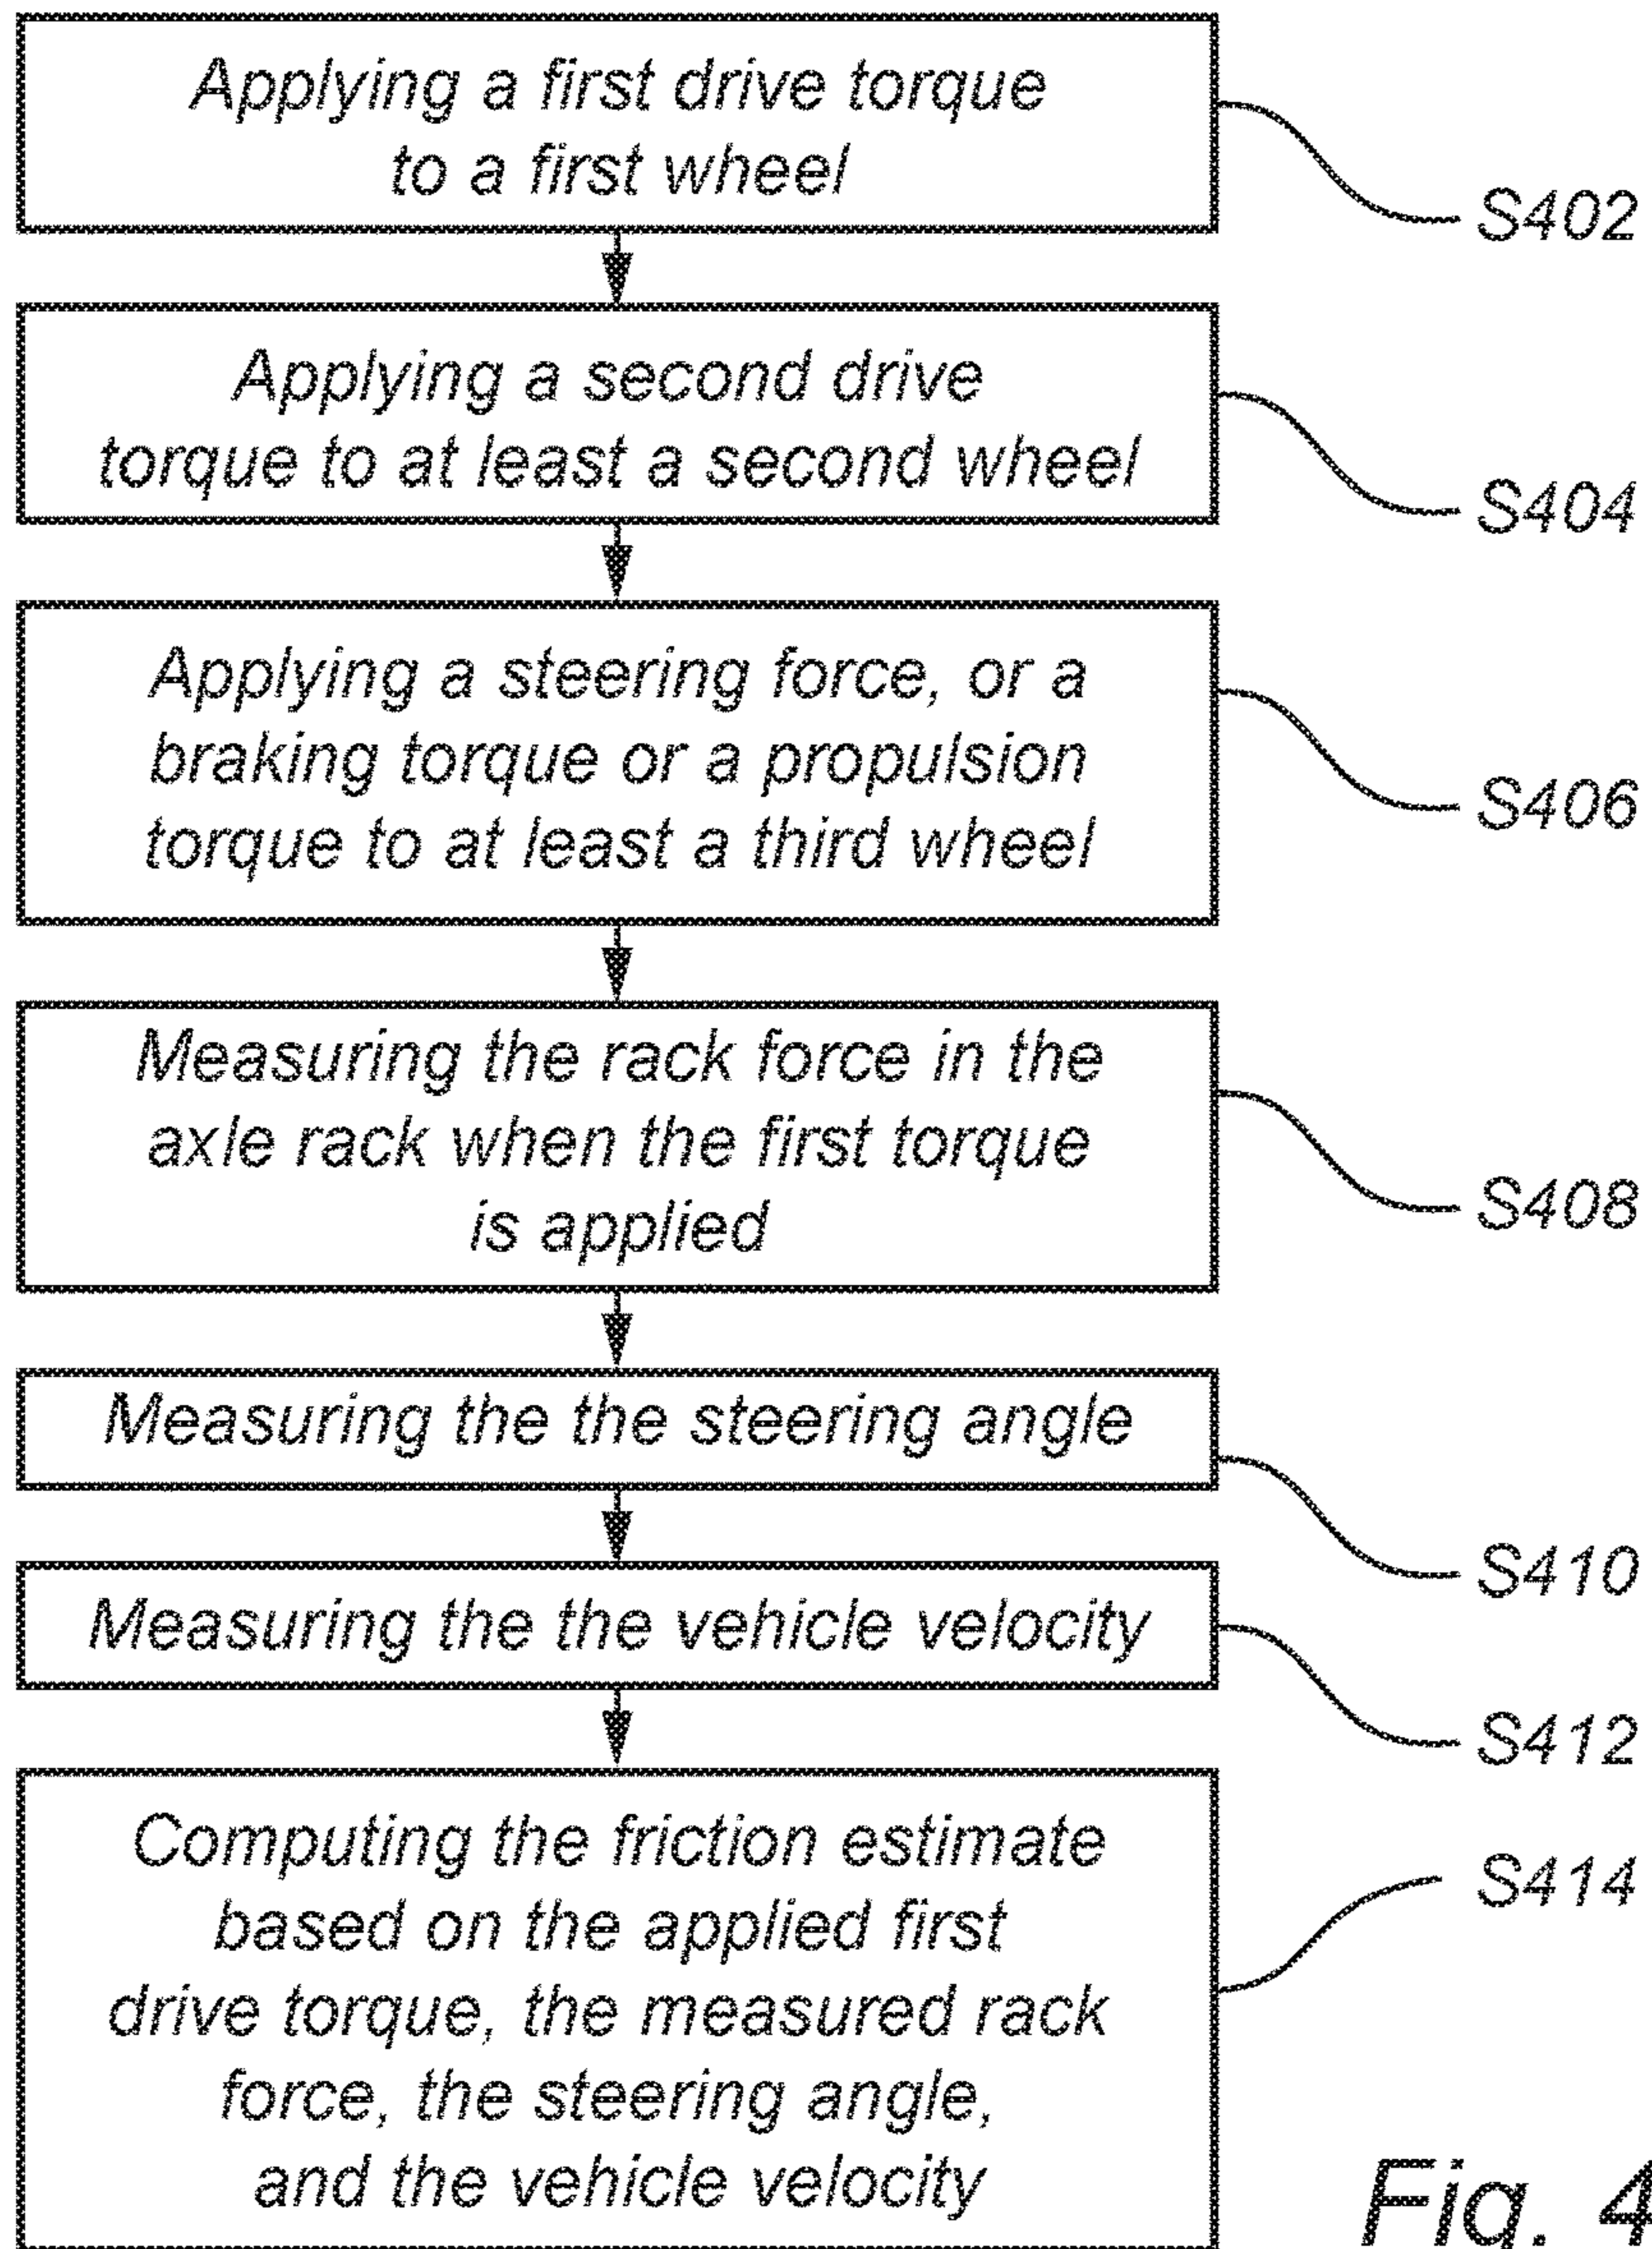 Applying a first drive torque
to a first wheel
S402
Applying a second drive
torque to at least a second wheel
S404
Applying a steering force, or a
braking torque or a propulsion
torque to at least a third wheel
S406
Measuring the rack force in the
axle rack when the first torque
is applied
S408
Measuring the the steering angle
S410
Measuring the the vehicle velocity
S412
Computing the friction estimate
based on the applied first
drive torque, the measured rack
force, the steering angle,
and the vehicle velocity
S414
Fig. 4